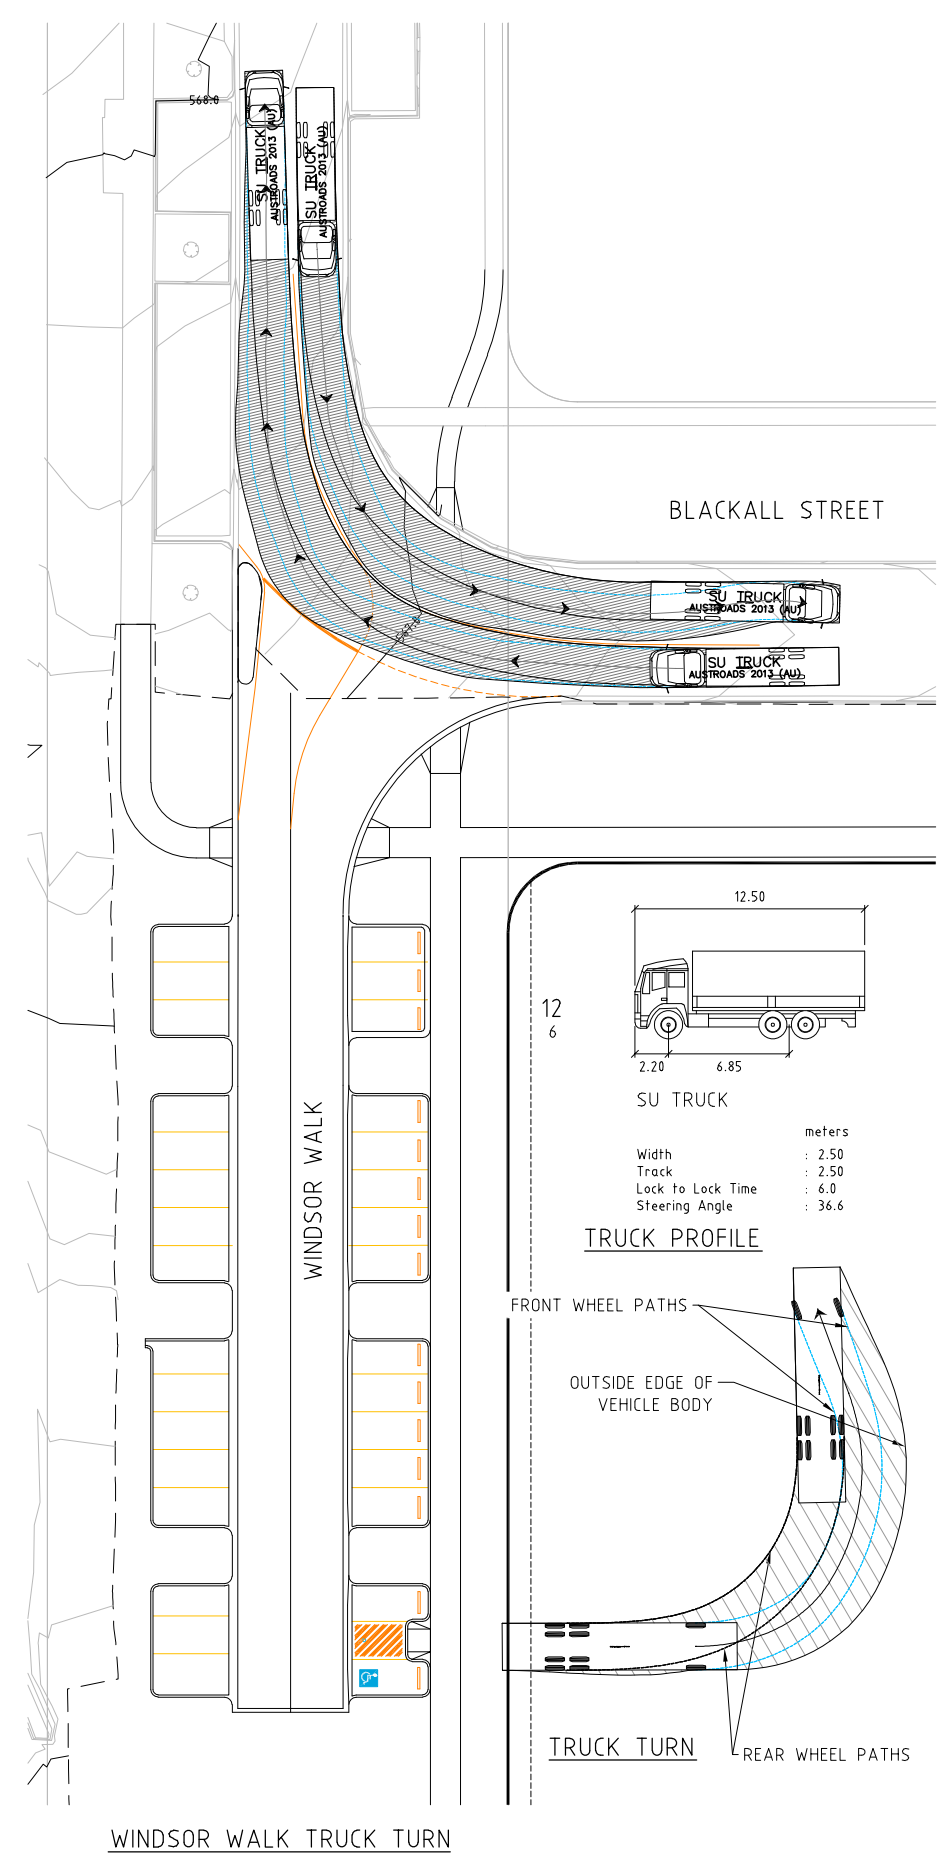 568.0
SU TRUCK
AUSTROADS 2013 (AU)
SU TRUCK
AUSTROADS 2013 (AU)
BLACKALL STREET
SU TRUCK
AUSTROADS 2013 (AU)
567.0
SU TRUCK
AUSTROADS 2013 (AU)
12.50
12
6
2.20
6.85
SU TRUCK
meters
Width : 2.50
Track : 2.50
Lock to Lock Time : 6.0
Steering Angle : 36.6
TRUCK PROFILE
WINDSOR WALK
FRONT WHEEL PATHS
OUTSIDE EDGE OF
VEHICLE BODY
TRUCK TURN
REAR WHEEL PATHS
WINDSOR WALK TRUCK TURN